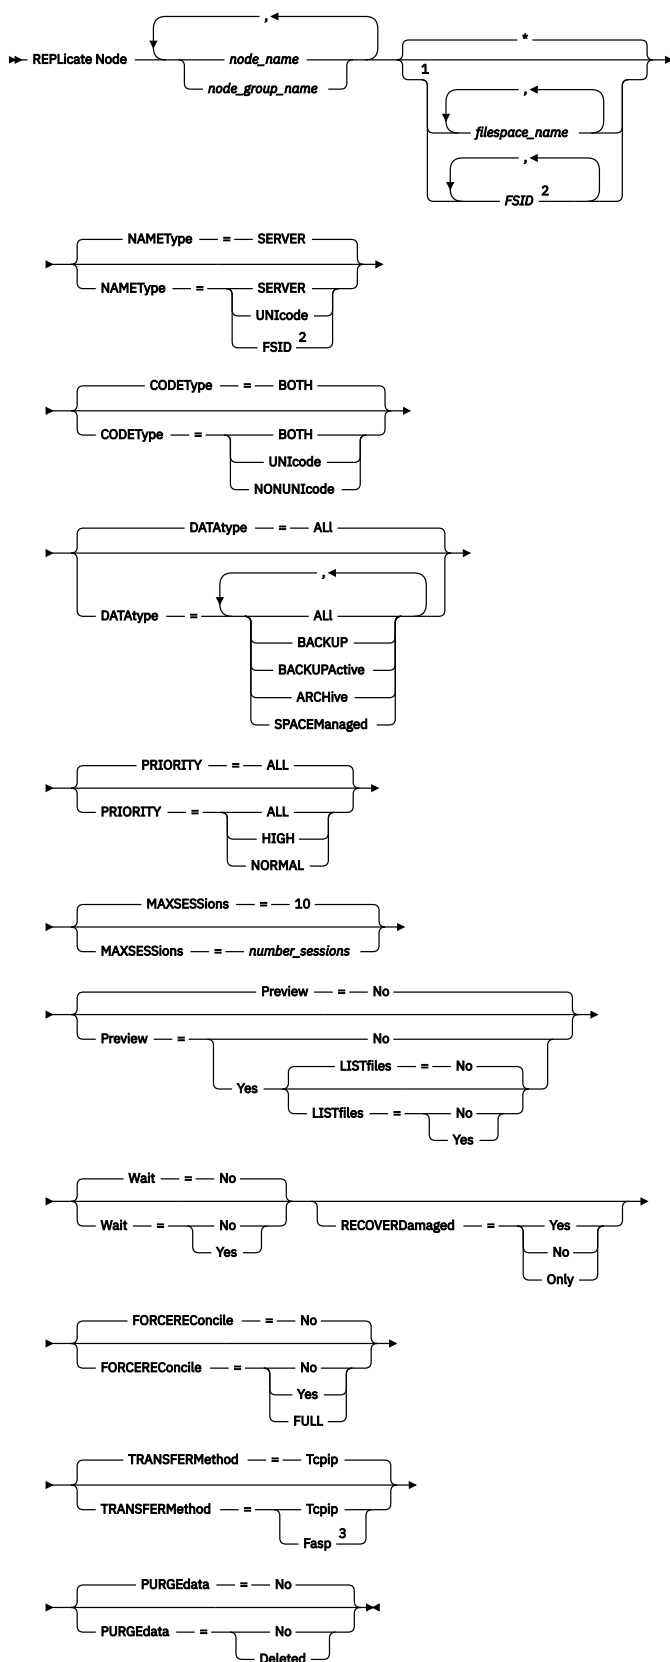 ,
*
REPLicate Node node_name
1
node_group_name
,
filespace_name
,
FSID 2
NAMEType = SERVER
NAMEType = SERVER
UNIcode
FSID 2
CODEType = BOTH
CODEType = BOTH
UNIcode
NONUNIcode
DATAtype = ALl
,
DATAtype = ALl
BACKUP
BACKUPActive
ARCHive
SPACEManaged
PRIORITY = ALL
PRIORITY = ALL
HIGH
NORMAL
MAXSESSions = 10
MAXSESSions = number_sessions
Preview = No
Preview = No
LISTfiles = No
Yes
LISTfiles = No
Yes
Wait = No
Wait = No
Yes
RECOVERDamaged = Yes
No
Only
FORCEREConcile = No
FORCEREConcile = No
Yes
FULL
TRANSFERMethod = Tcpip
TRANSFERMethod = Tcpip
Fasp 3
PURGEdata = No
PURGEdata = No
Deleted